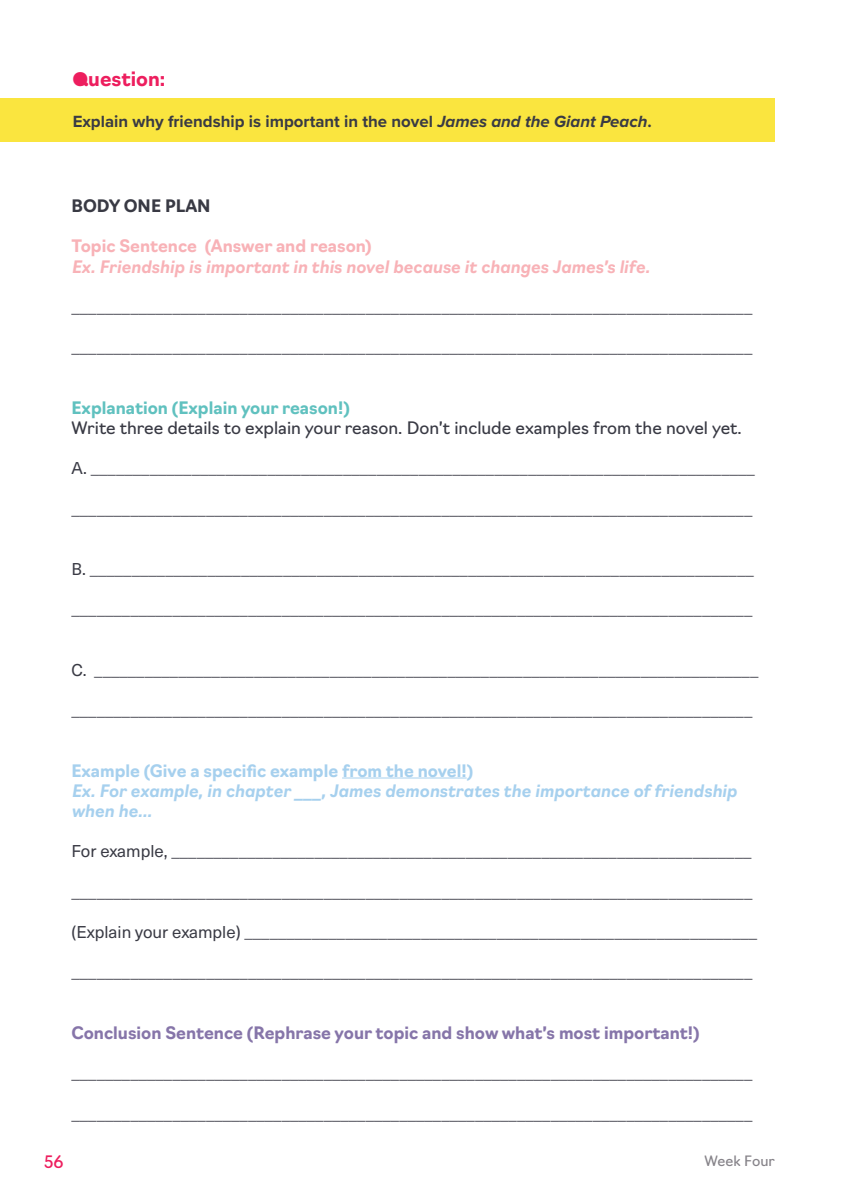 Question:
Explain why friendship is important in the novel James and the Giant Peach.
BODY ONE PLAN
Topic Sentence (Answer and reason)
Ex. Friendship is important in this novel because it changes James's life.
Explanation (Explain your reason!)
Write three details to explain your reason. Don't include examples from the novel yet.
A.
B.
C.
Example (Give a specific example from the novel!)
Ex. For example, in chapter ___, James demonstrates the importance of friendship
when he...
For example,
(Explain your example)
Conclusion Sentence (Rephrase your topic and show what's most important!)
56
Week Four